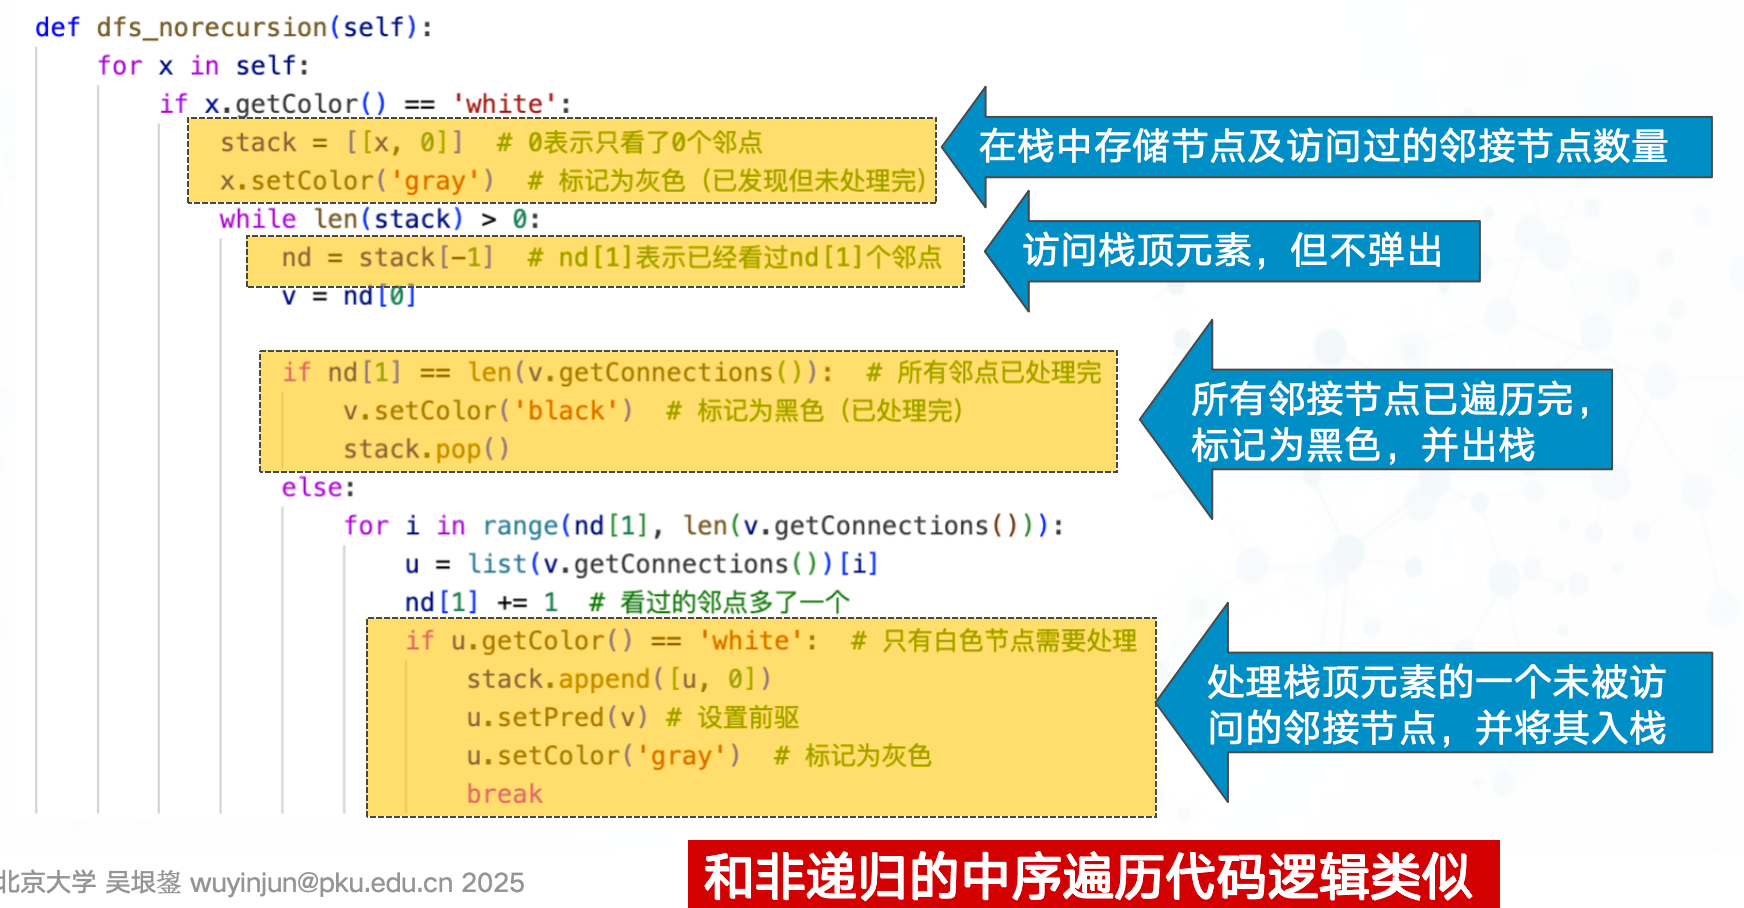 def dfs_norecursion(self):
for x in self:
if x.getColor() == 'white':
stack = [[x, 0]]  # 0表示只看了0个邻点
x.setColor('gray')  # 标记为灰色（已发现但未处理完）
在栈中存储节点及访问过的邻接节点数量
while len(stack) > 0:
nd = stack[-1]  # nd[1]表示已经看过nd[1]个邻点
访问栈顶元素，但不弹出
v = nd[0]
if nd[1] == len(v.getConnections()):  # 所有邻点已处理完
v.setColor('black')  # 标记为黑色（已处理完）
stack.pop()
所有邻接节点已遍历完，
标记为黑色，并出栈
else:
for i in range(nd[1], len(v.getConnections())):
u = list(v.getConnections())[i]
nd[1] += 1  # 看过的邻点多了一个
if u.getColor() == 'white':  # 只有白色节点需要处理
stack.append([u, 0])
u.setPred(v) # 设置前驱
u.setColor('gray')  # 标记为灰色
break
处理栈顶元素的一个未被访
问的邻接节点，并将其入栈
和非递归的中序遍历代码逻辑类似
北京大学 吴垠鋆 wuyinjun@pku.edu.cn 2025